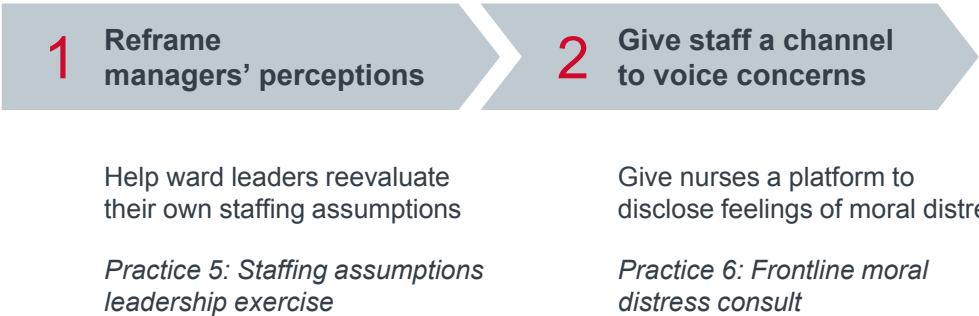 1
Reframe
managers’ perceptions
Help ward leaders reevaluate
their own staffing assumptions
Practice 5: Staffing assumptions
leadership exercise
2
Give staff a channel
to voice concerns
Give nurses a platform to
disclose feelings of moral
Practice 6: Frontline moral
distress consult